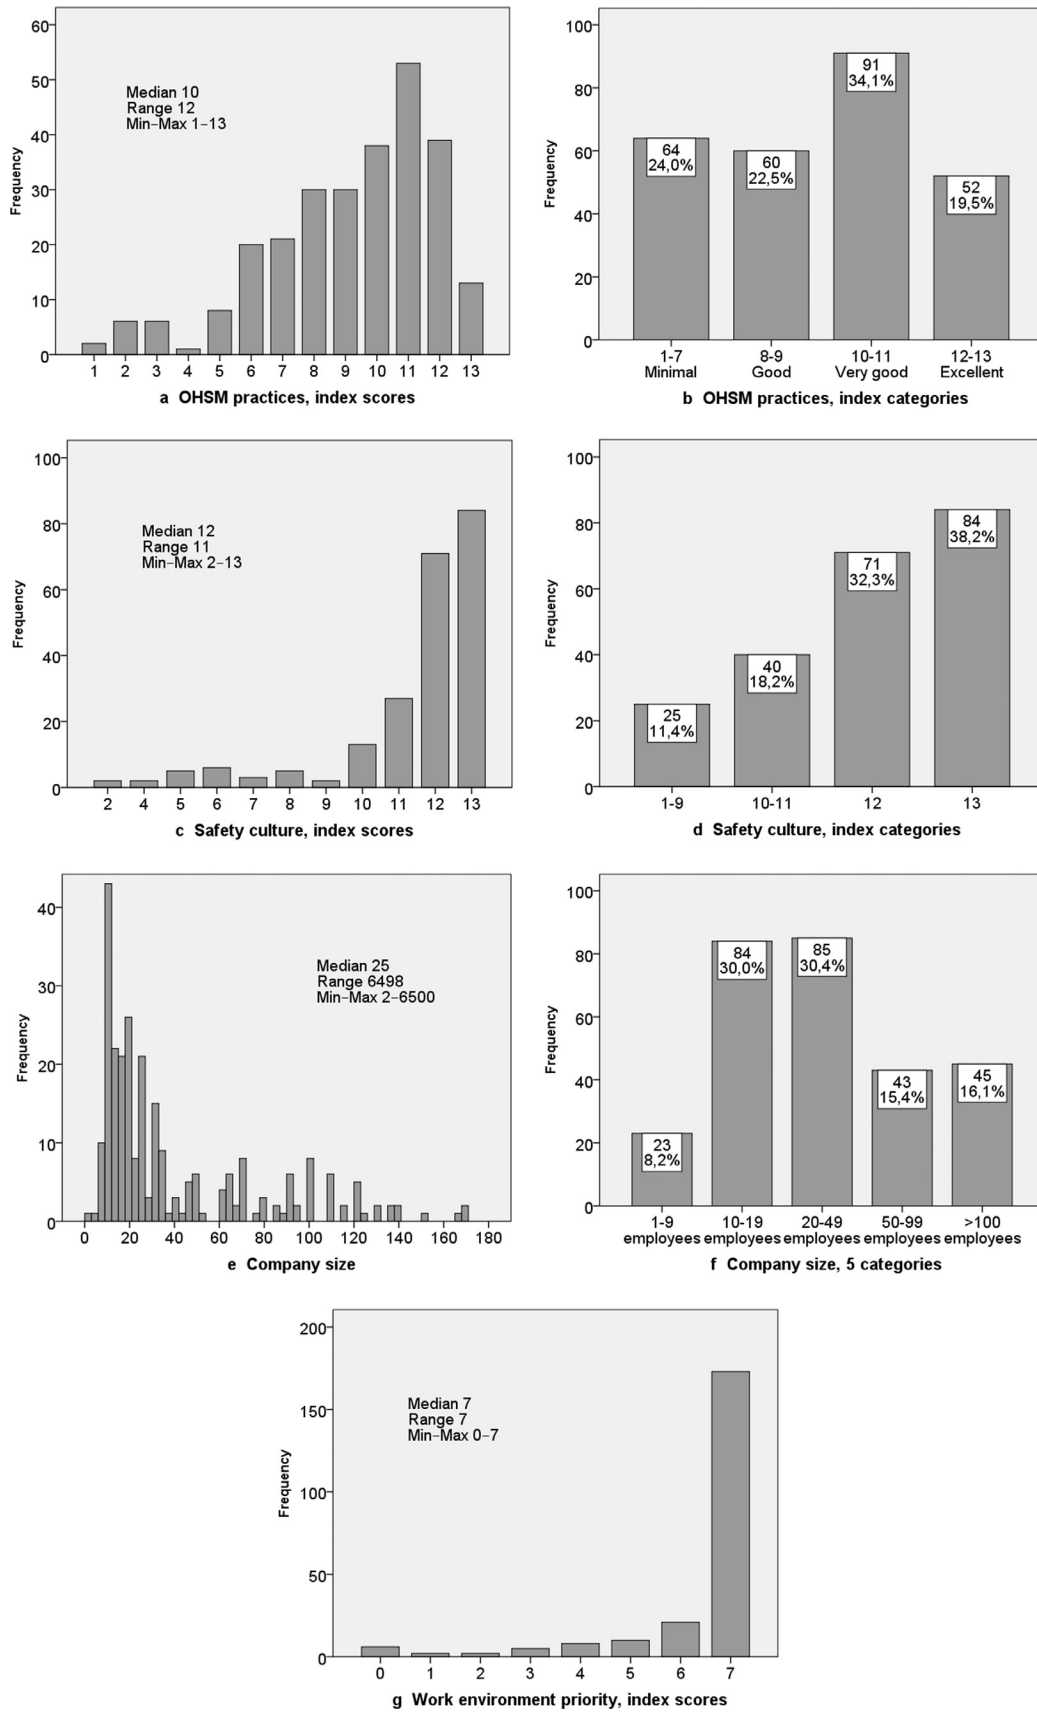 60
50
40
30
20
10
0
Frequency
Median 10
Range 12
Min–Max 1–13
1 2 3 4 5 6 7 8 9 10 11 12 13
a OHSM practices, index scores
100
80
60
40
20
0
Frequency
64
24,0%
60
22,5%
91
34,1%
52
19,5%
1-7 8-9 10-11 12-13
Minimal Good Very good Excellent
b OHSM practices, index categories
100
80
60
40
20
0
Frequency
Median 12
Range 11
Min–Max 2–13
2 4 5 6 7 8 9 10 11 12 13
c Safety culture, index scores
100
80
60
40
20
0
Frequency
25
11,4%
40
18,2%
71
32,3%
84
38,2%
1-9 10-11 12 13
d Safety culture, index categories
40
30
20
10
0
Frequency
Median 25
Range 6498
Min–Max 2–6500
0 20 40 60 80 100 120 140 160 180
e Company size
100
80
60
40
20
0
Frequency
23
8,2%
84
30,0%
85
30,4%
43
15,4%
45
16,1%
1-9 10-19 20-49 50-99 >100
employees employees employees employees employees
f Company size, 5 categories
200
150
100
50
0
Frequency
Median 7
Range 7
Min–Max 0–7
0 1 2 3 4 5 6 7
g Work environment priority, index scores